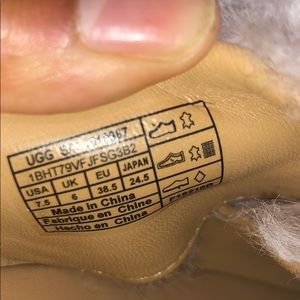 UGG
1BHT79VFJFSG3B2
USA UK EU JAPAN
7.5 6 38.5 24.5
Made in China
Fabrique en Chine
Hecho en China